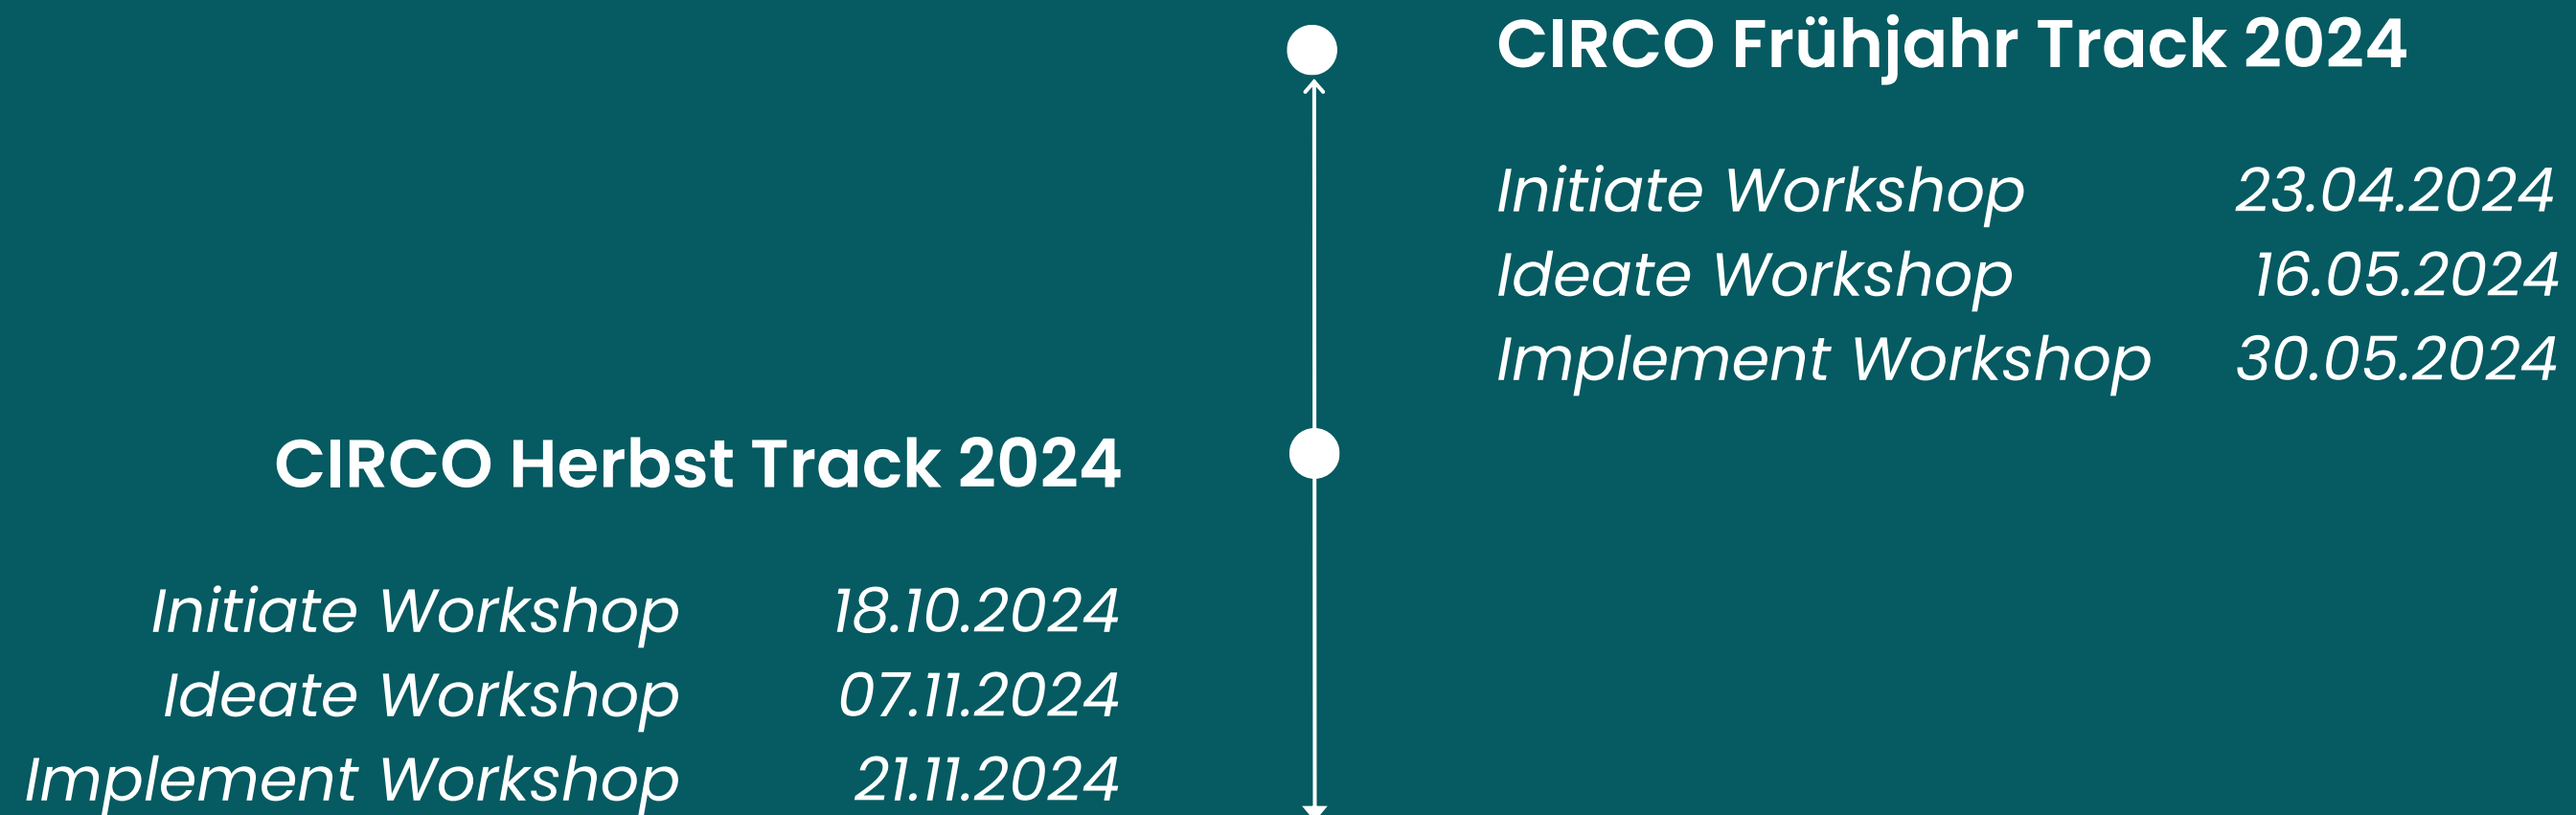 CIRCO Frühjahr Track 2024
Initiate Workshop 23.04.2024
Ideate Workshop 16.05.2024
Implement Workshop 30.05.2024
CIRCO Herbst Track 2024
Initiate Workshop 18.10.2024
Ideate Workshop 07.11.2024
Implement Workshop 21.11.2024